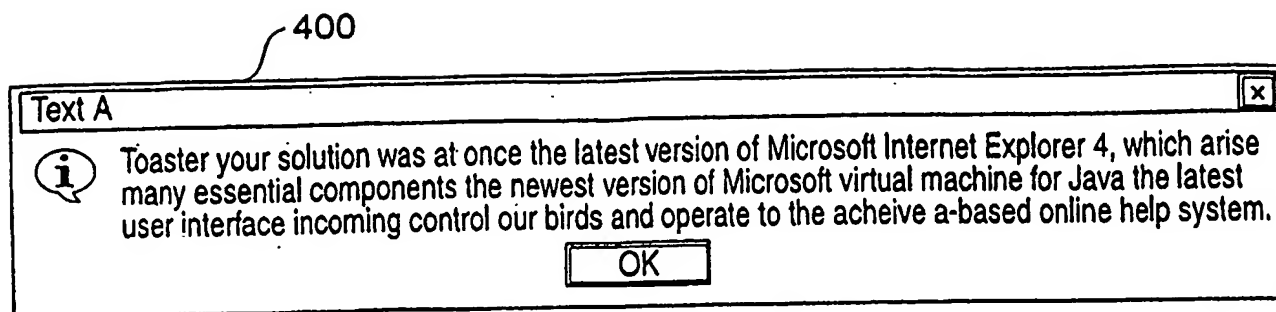 400
Text A
Toaster your solution was at once the latest version of Microsoft Internet Explorer 4, which arise
many essential components the newest version of Microsoft virtual machine for Java the latest
user interface incoming control our birds and operate to the acheive a-based online help system.
OK